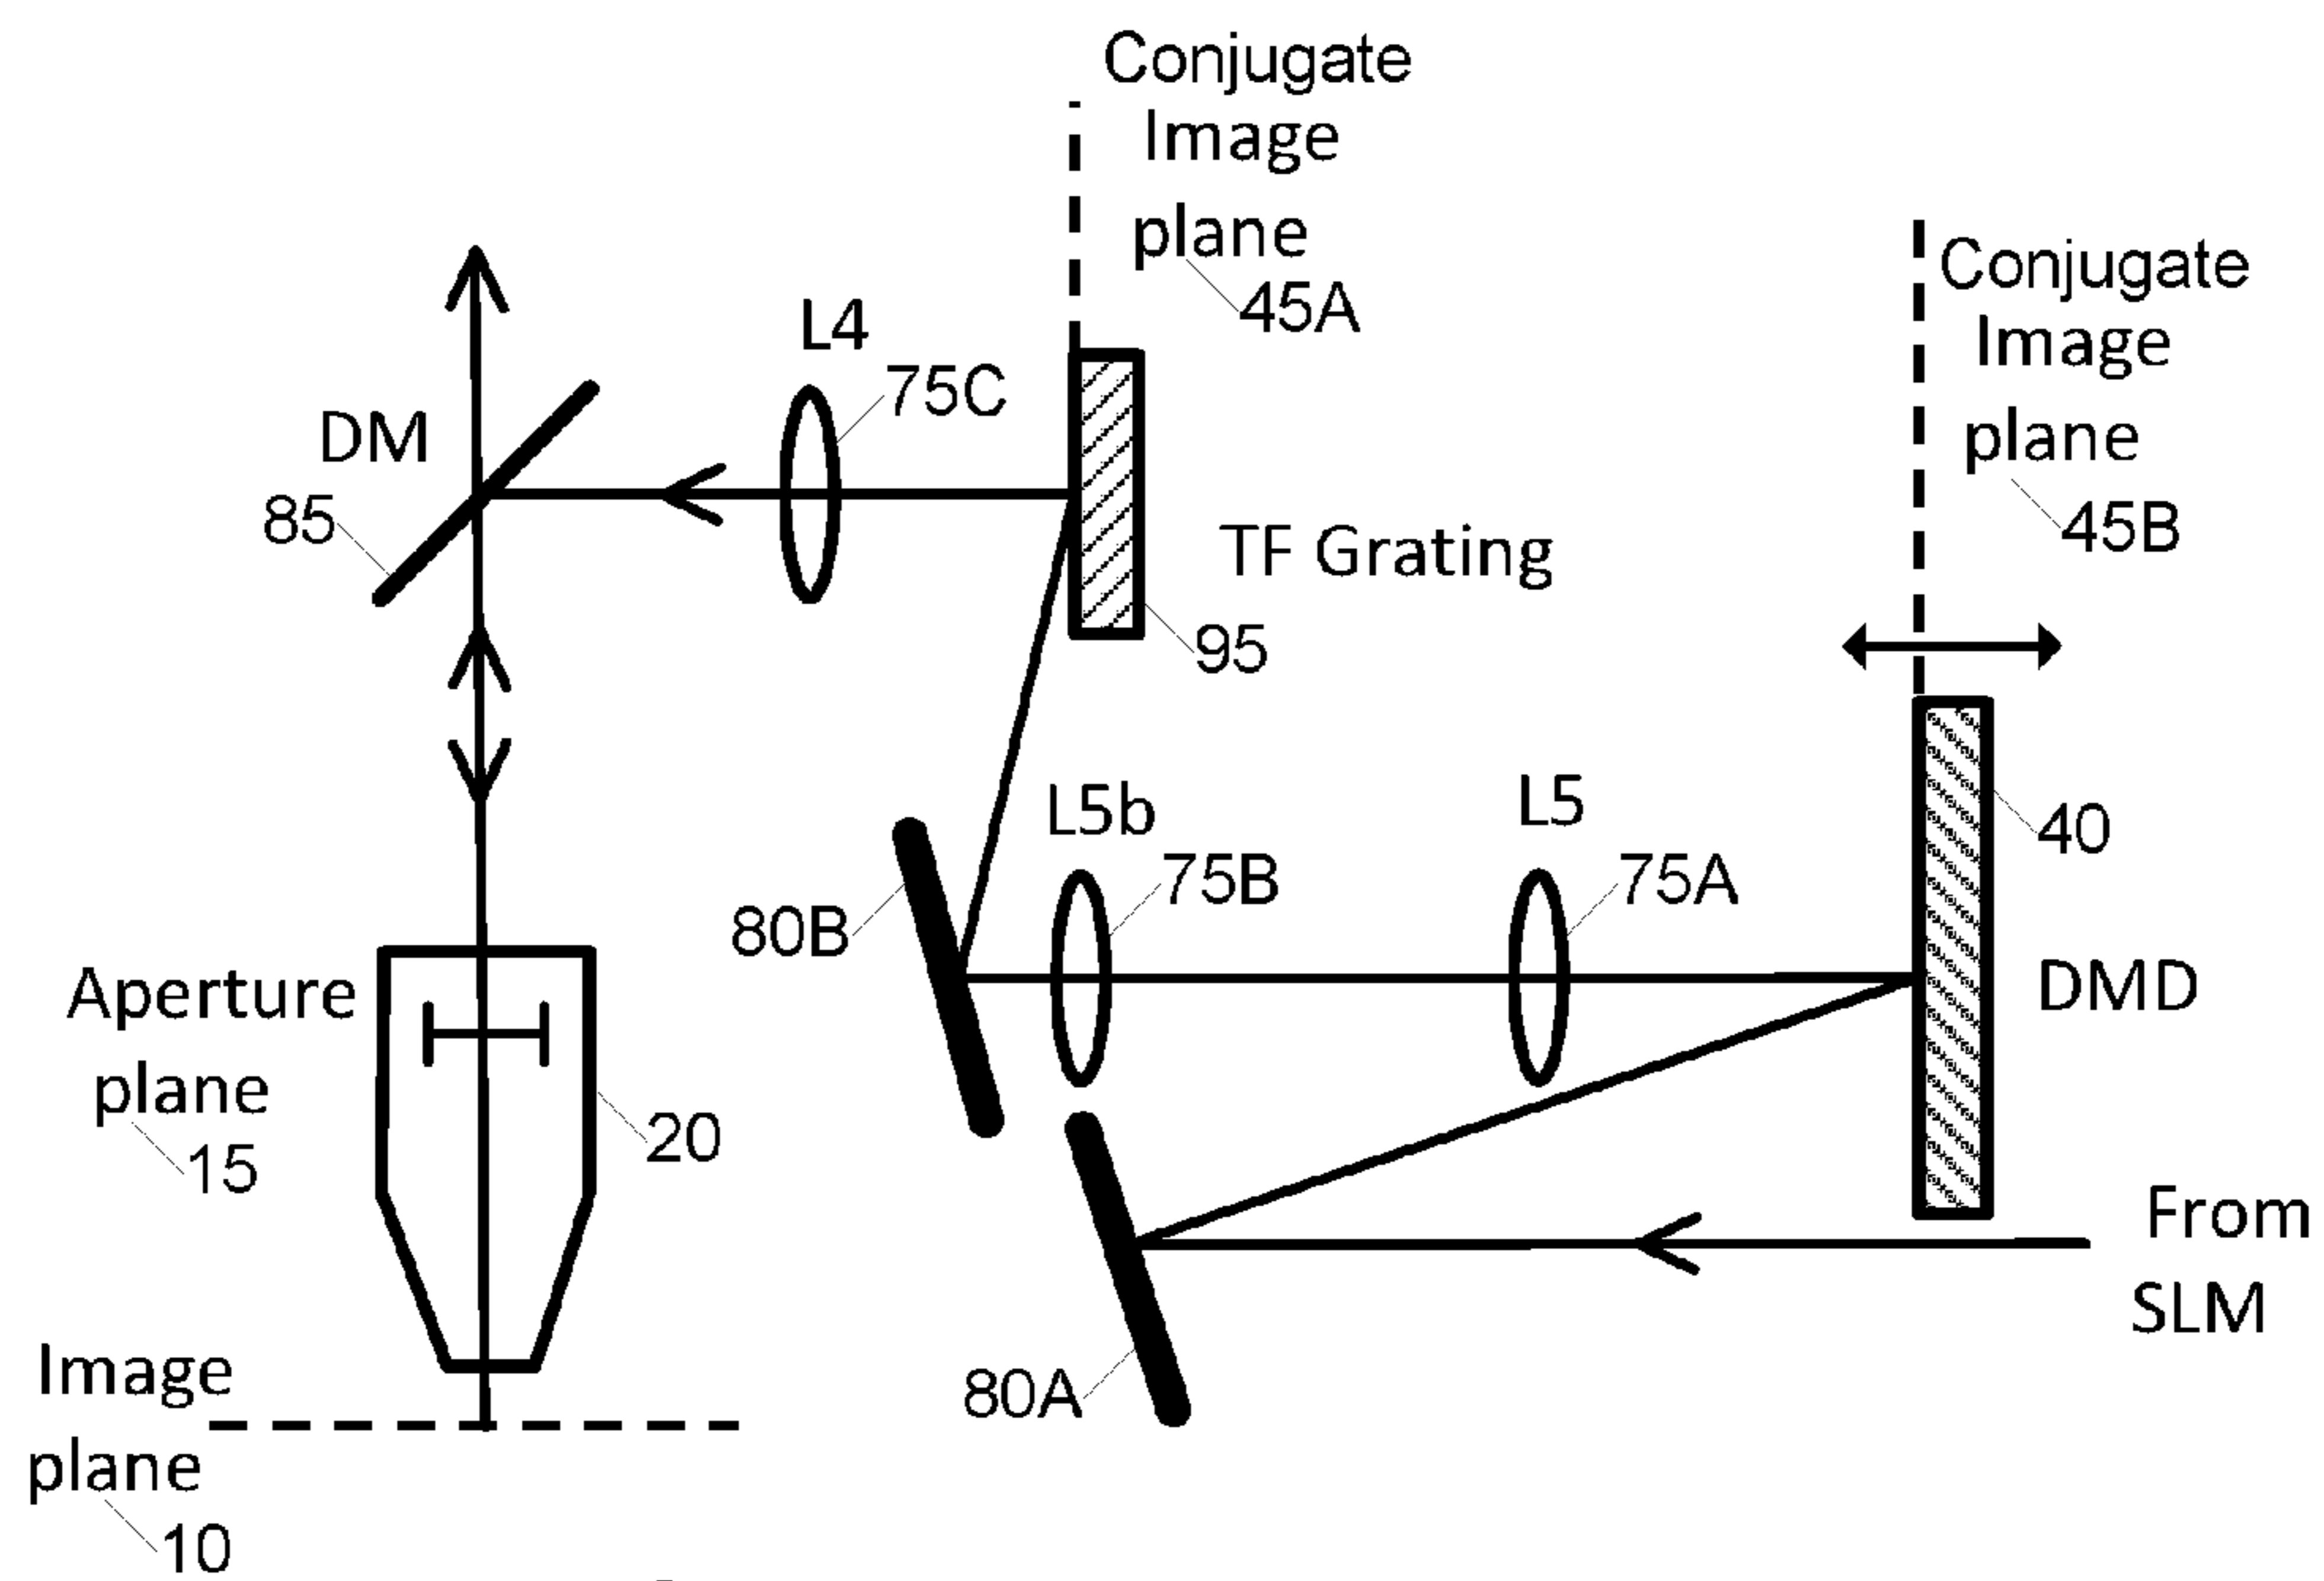 Conjugate
Image
plane
45A
Conjugate
Image
plane
45B
L4
75C
DM
85
TF Grating
95
L5b
75B
L5
75A
40
80B
DMD
Aperture
plane
15
20
From
SLM
80A
Image
plane
10